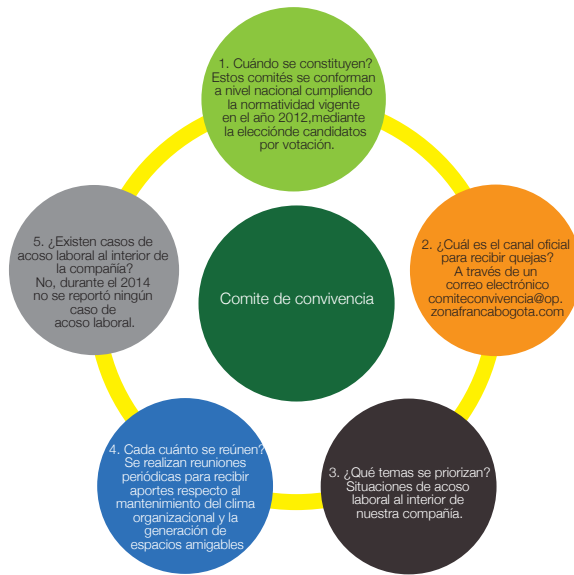 1. Cuándo se constituyen?
Estos comités se conforman
a nivel nacional cumpliendo
la normatividad vigente
en el año 2012,mediante
la elecciónde candidatos
por votación.
2. ¿Cuál es el canal oficial
para recibir quejas?
A través de un
correo electrónico
comiteconvivencia@op.
zonafrancabogota.com
3. ¿Qué temas se priorizan?
Situaciones de acoso
laboral al interior de
nuestra compañía.
4. Cada cuánto se reúnen?
Se realizan reuniones
periódicas para recibir
aportes respecto al
mantenimiento del clima
organizacional y la
generación de
espacios amigables
5. ¿Existen casos de
acoso laboral al interior de
la compañía?
No, durante el 2014
no se reportó ningún
caso de
acoso laboral.
Comite de convivencia